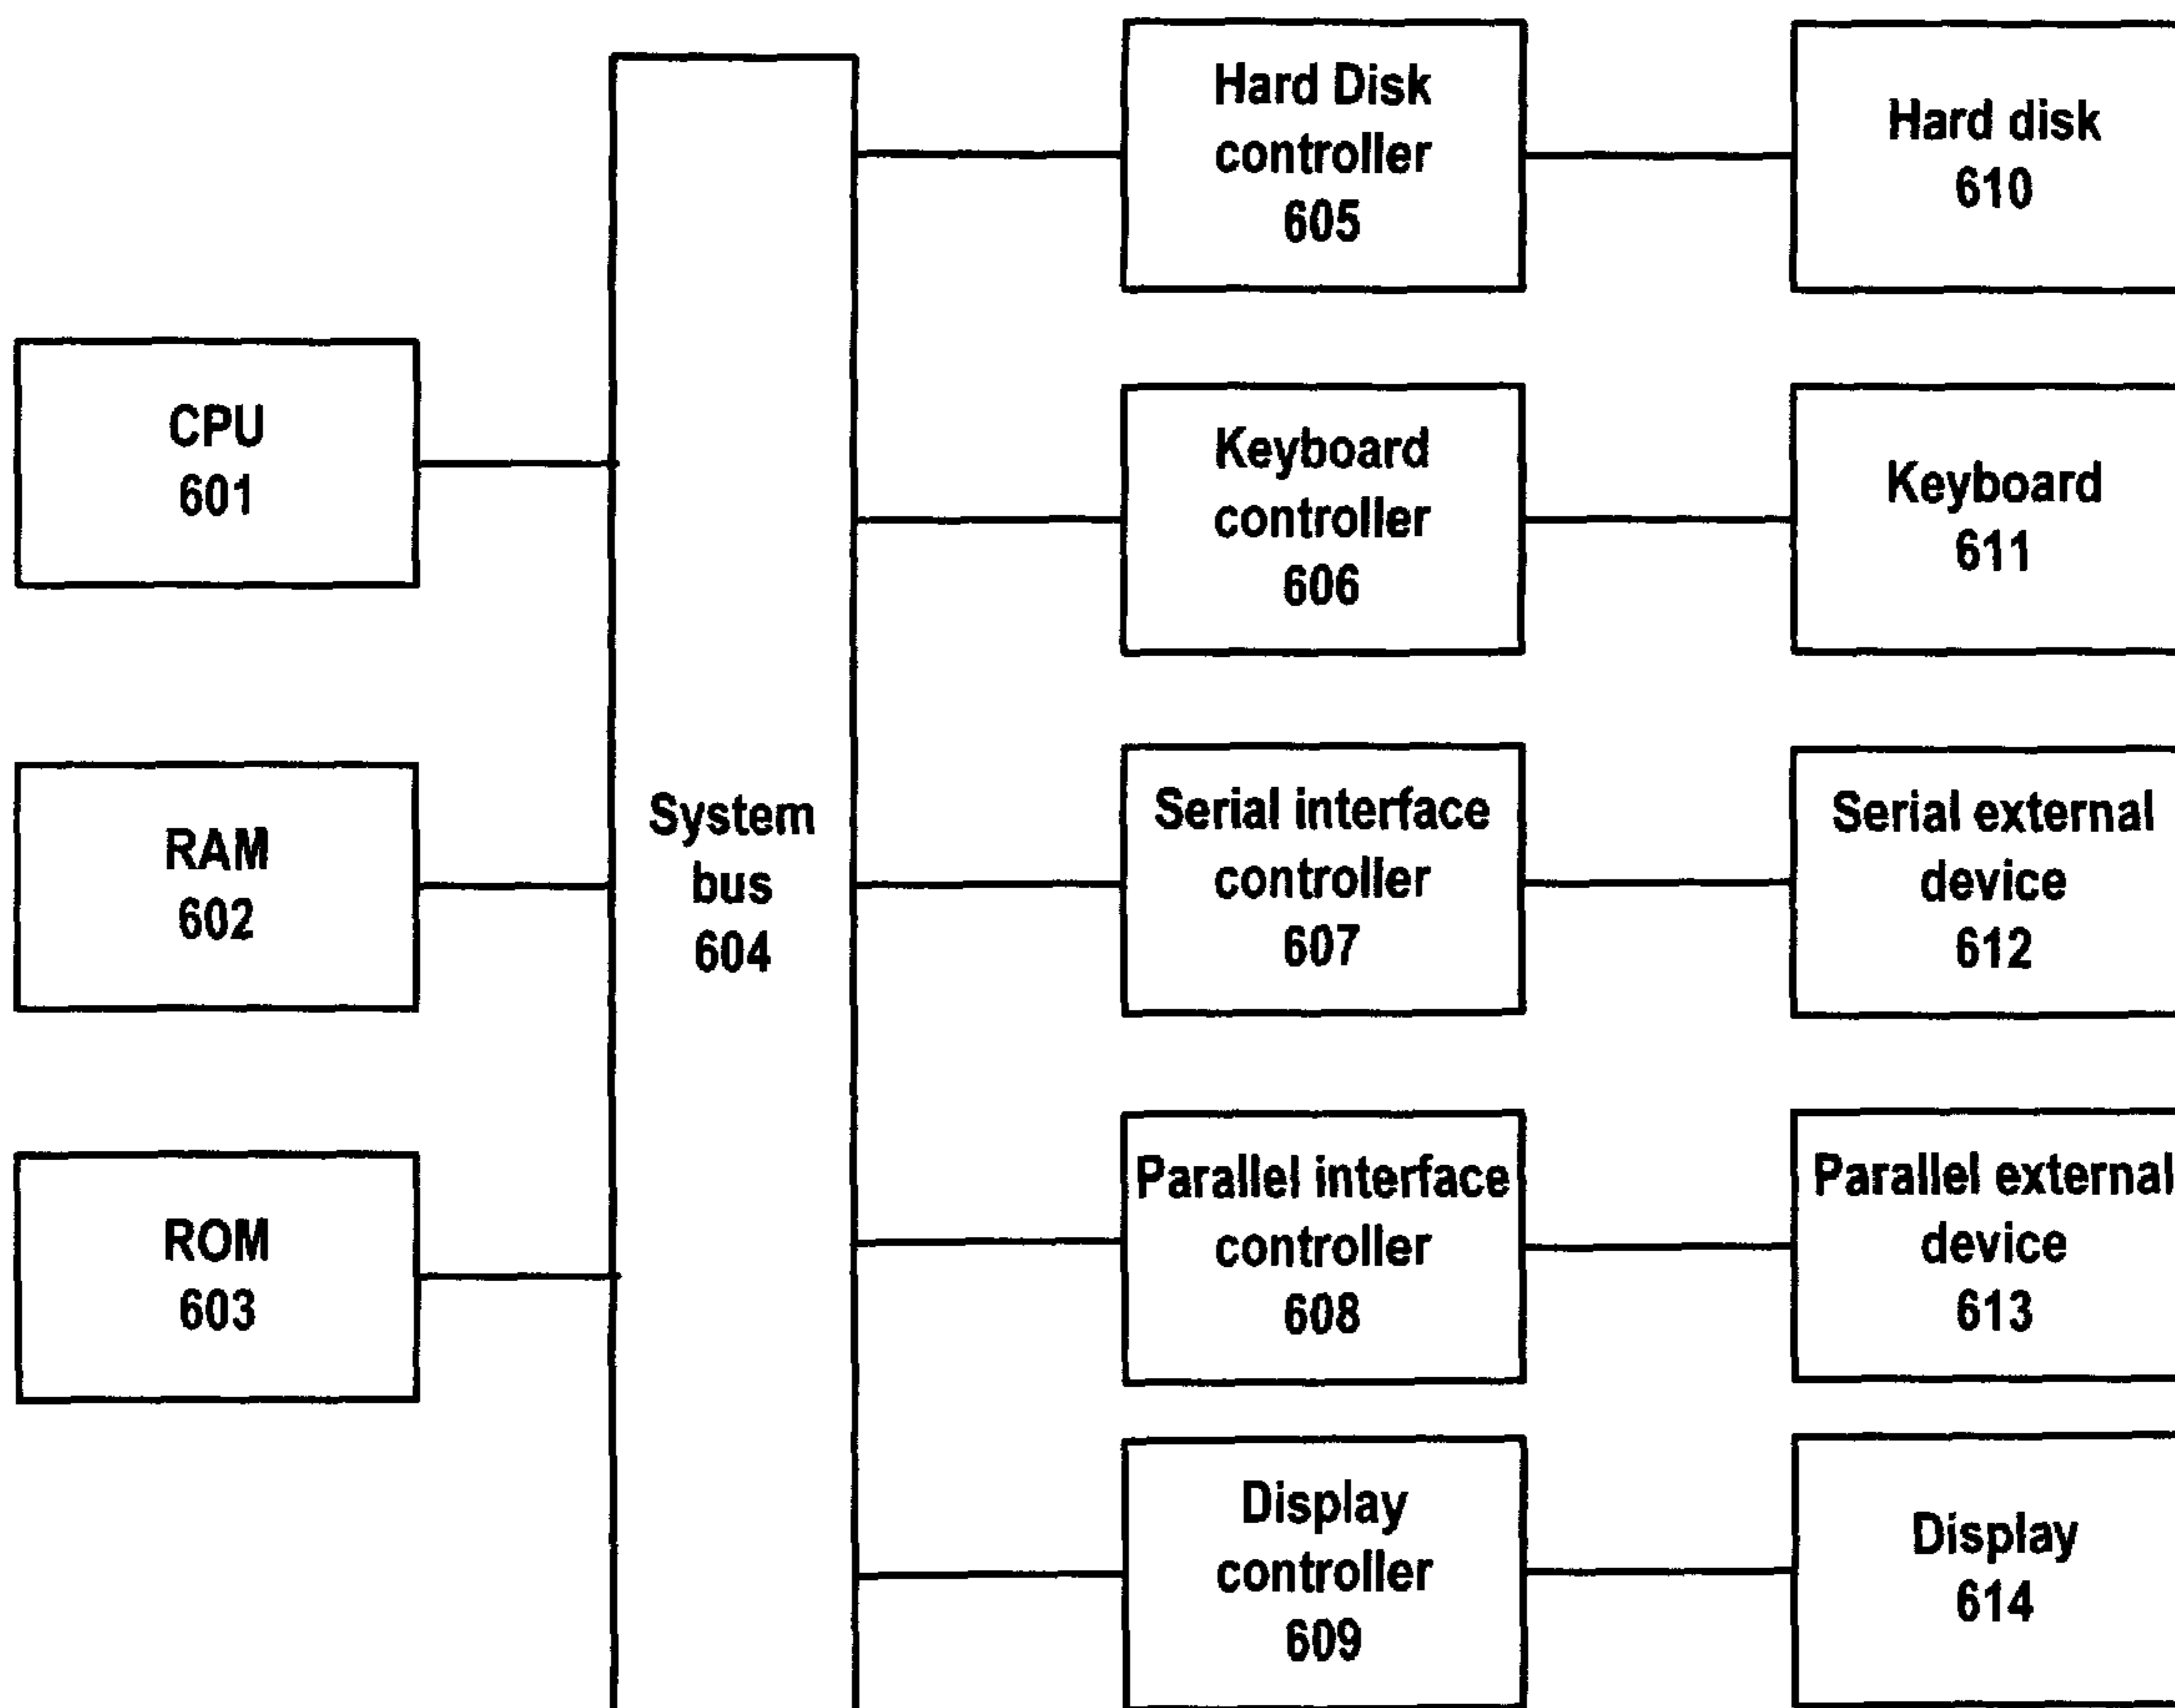 CPU
601
RAM
602
ROM
603
System
bus
604
Hard Disk
controller
605
Keyboard
controller
606
Serial interface
controller
607
Parallel interface
controller
608
Display
controller
609
Hard disk
610
Keyboard
611
Serial external
device
612
Parallel external
device
613
Display
614